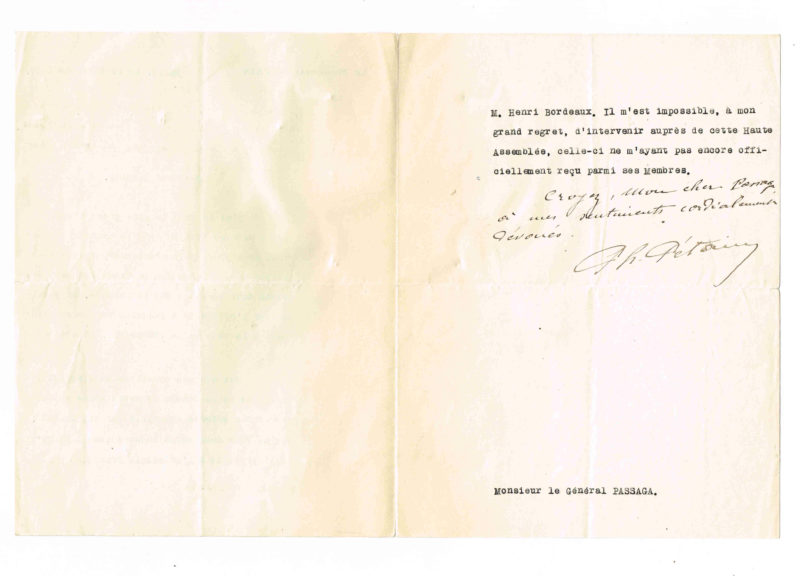 M. Henri Bordeaux. Il m'est impossible, à mon
grand regret, d'intervenir auprès de cette Haute
Assemblée, celle-ci ne m'ayant pas encore offi-
ciellement reçu parmi ses Membres.
Croyez, mon cher Passaga
à mes sentiments cordialement
dévoués.
Ph. Pétain
Monsieur le Général PASSAGA.